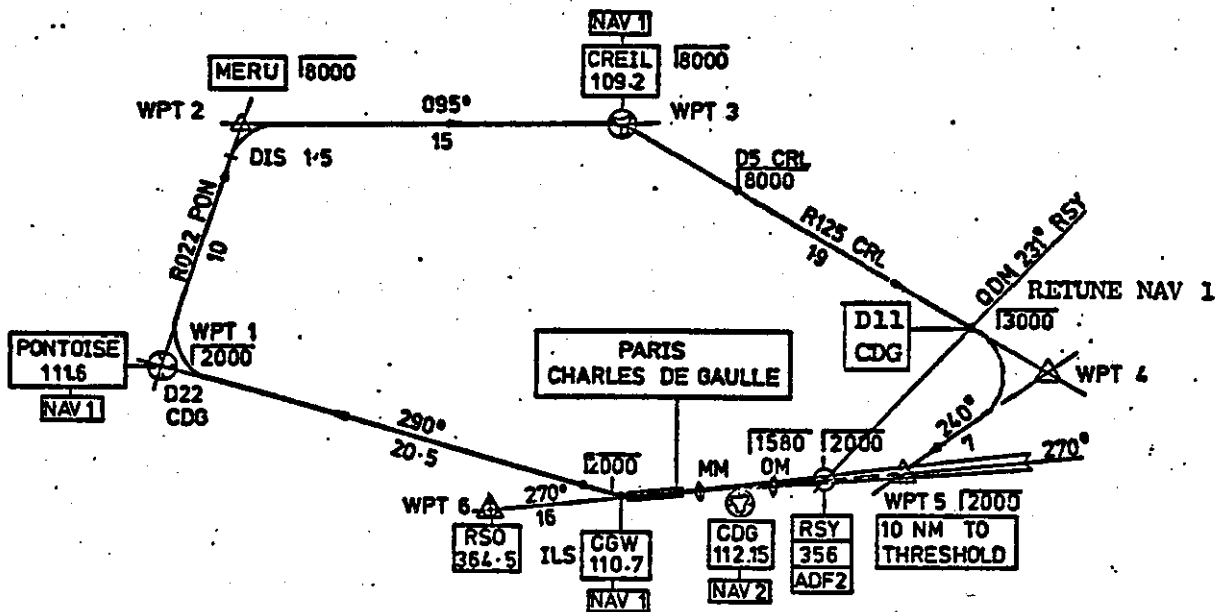 NAV 1
CREIL
109.2
8000
MERU
8000
WPT 2
095°
15
WPT 3
DIS 1·5
D5 CRL
8000
R022 PON
10
R125 CRL
19
QDM 231° RSY
RETUNE NAV 1
3000
D11
CDG
WPT 4
WPT 1
2000
PONTOISE
111.6
NAV 1
D22
CDG
PARIS
CHARLES DE GAULLE
290°
20·5
240°
7
2000
1580
2000
MM
OM
270°
WPT 6
270°
16
RSO
364·5
ILS
CGW
110·7
NAV 1
CDG
112.15
NAV 2
RSY
356
ADF2
WPT 5
2000
10 NM TO
THRESHOLD